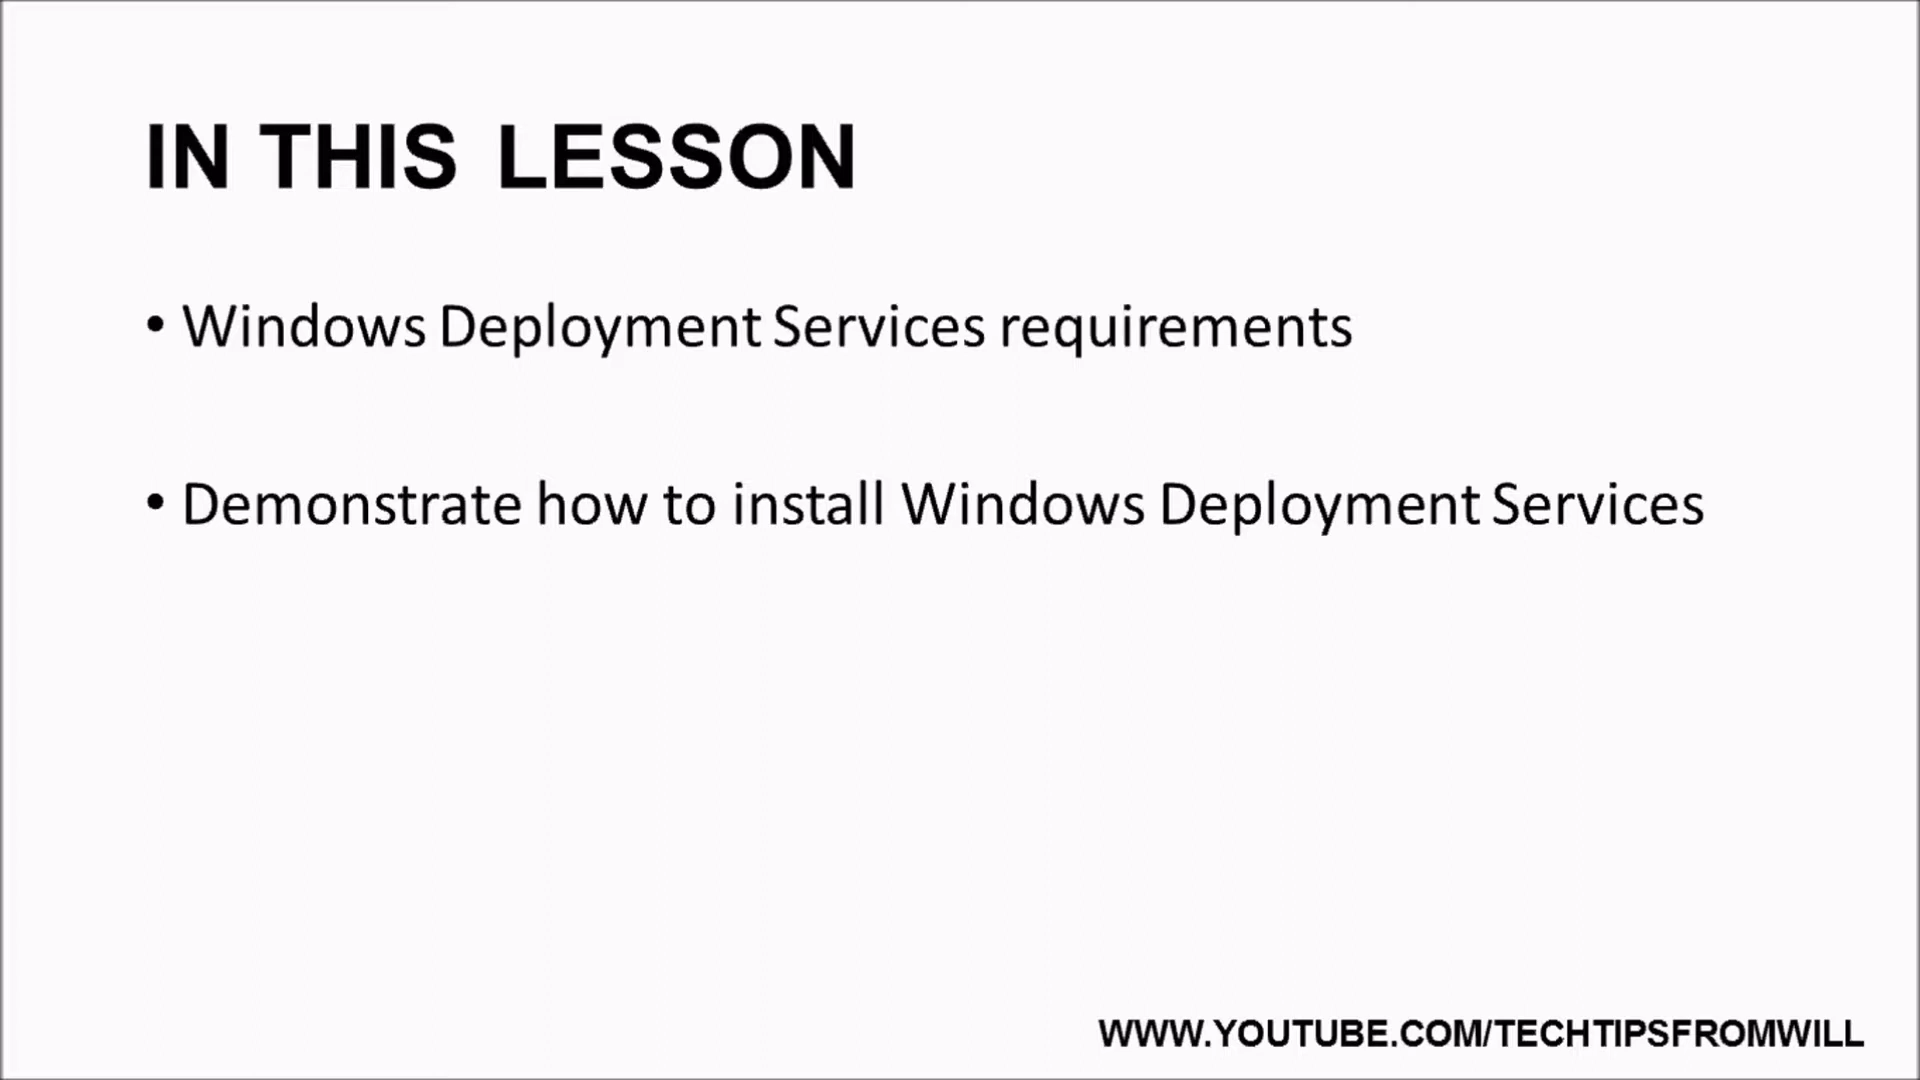 IN THIS LESSON
• Windows Deployment Services requirements
• Demonstrate how to install Windows Deployment Services
WWW.YOUTUBE.COM/TECHTIPSFROMWILL